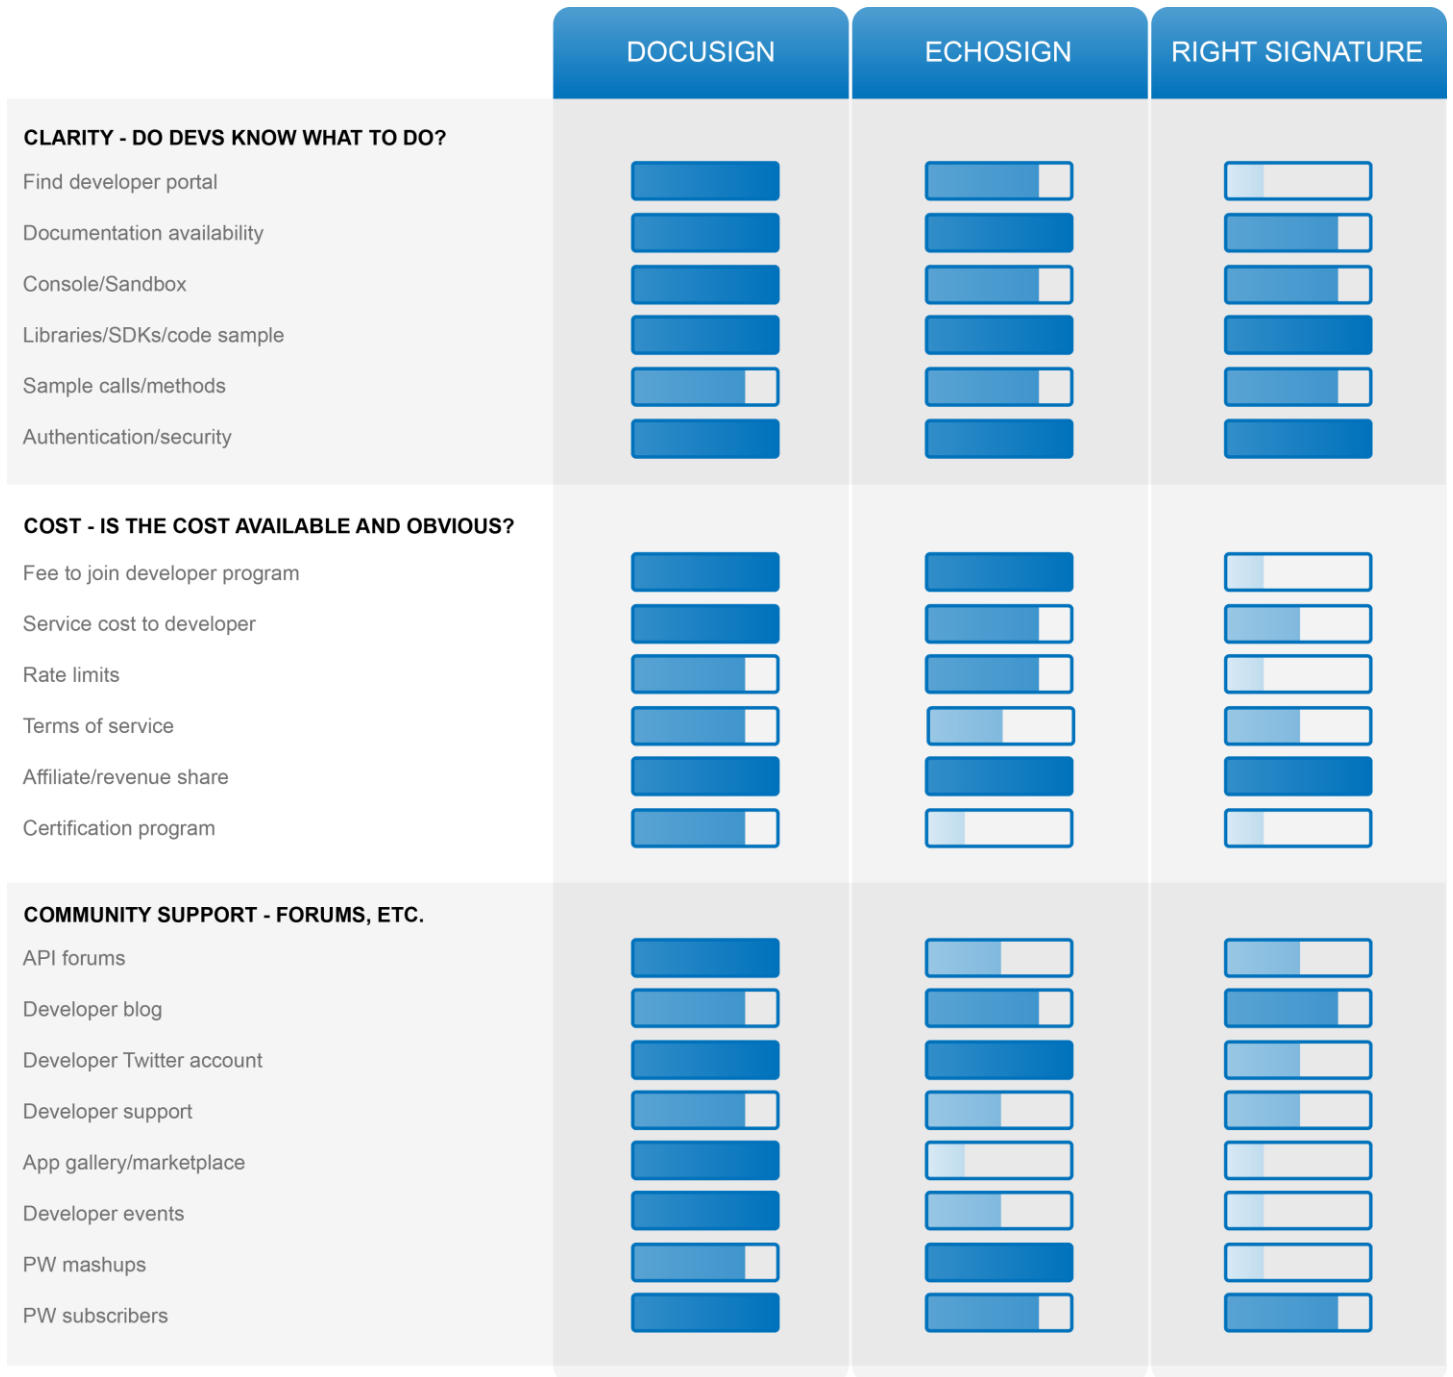 DOCUSIGN ECHOSIGN RIGHT SIGNATURE
CLARITY - DO DEVS KNOW WHAT TO DO?
Find developer portal
Documentation availability
Console/Sandbox
Libraries/SDKs/code sample
Sample calls/methods
Authentication/security
COST - IS THE COST AVAILABLE AND OBVIOUS?
Fee to join developer program
Service cost to developer
Rate limits
Terms of service
Affiliate/revenue share
Certification program
COMMUNITY SUPPORT - FORUMS, ETC.
API forums
Developer blog
Developer Twitter account
Developer support
App gallery/marketplace
Developer events
PW mashups
PW subscribers